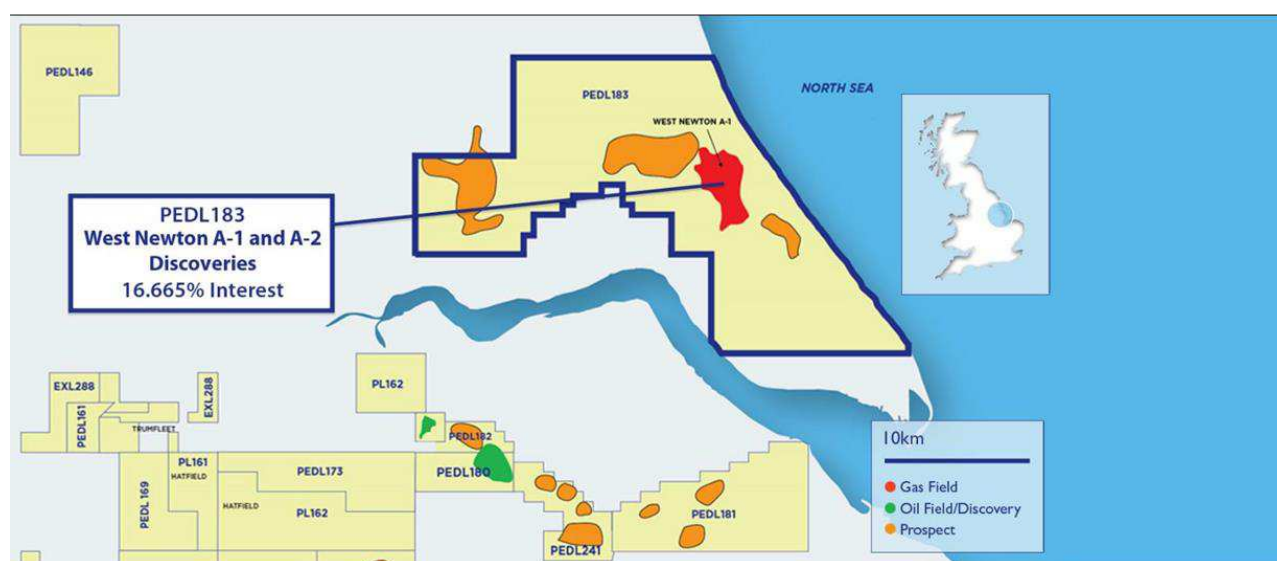 PEDL146
PEDL183
NORTH SEA
WEST NEWTON A-1
PEDL183
West Newton A-1 and A-2
Discoveries
16.665% Interest
EXL288
EXL288
PL162
PEDL161
TRUMFLEET
PEDL182
PL161
HATFIELD
PEDL173
PEDL180
PEDL169
HATFIELD
PL162
PEDL181
PEDL241
10km
Gas Field
Oil Field/Discovery
Prospect